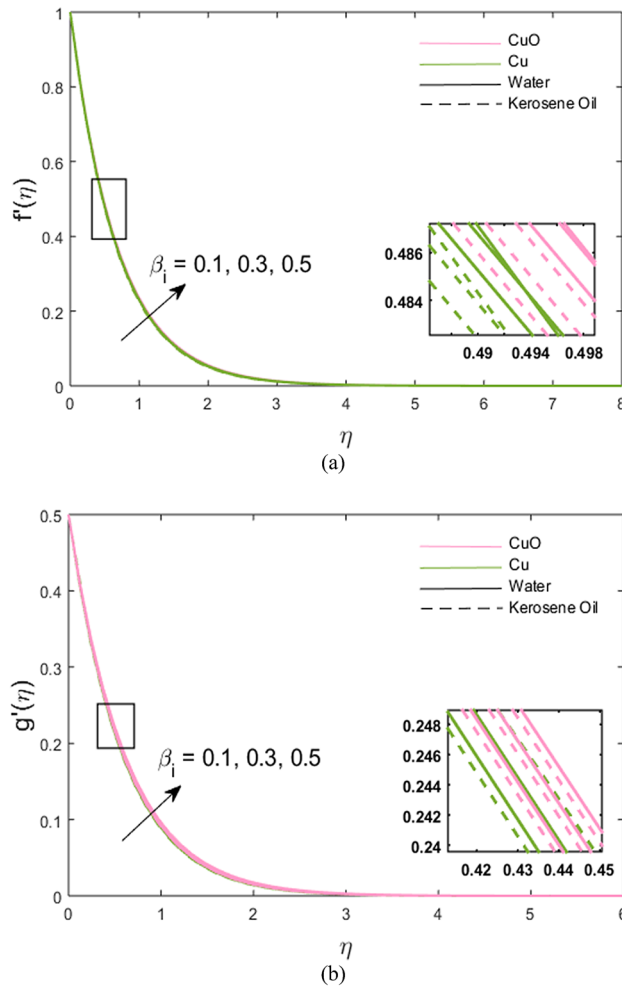 1
CuO
Cu
Water
Kerosene Oil
0.8
0.6
f'(η)
0.486
0.484
0.49 0.494 0.498
0.4
βi = 0.1, 0.3, 0.5
0.2
0
0 1 2 3 4 5 6 7 8
η
(a)
0.5
CuO
Cu
Water
Kerosene Oil
0.4
0.3
g'(η)
0.248
0.246
0.244
0.242
0.24
0.42 0.43 0.44 0.45
0.2
βi = 0.1, 0.3, 0.5
0.1
0
0 1 2 3 4 5 6
η
(b)